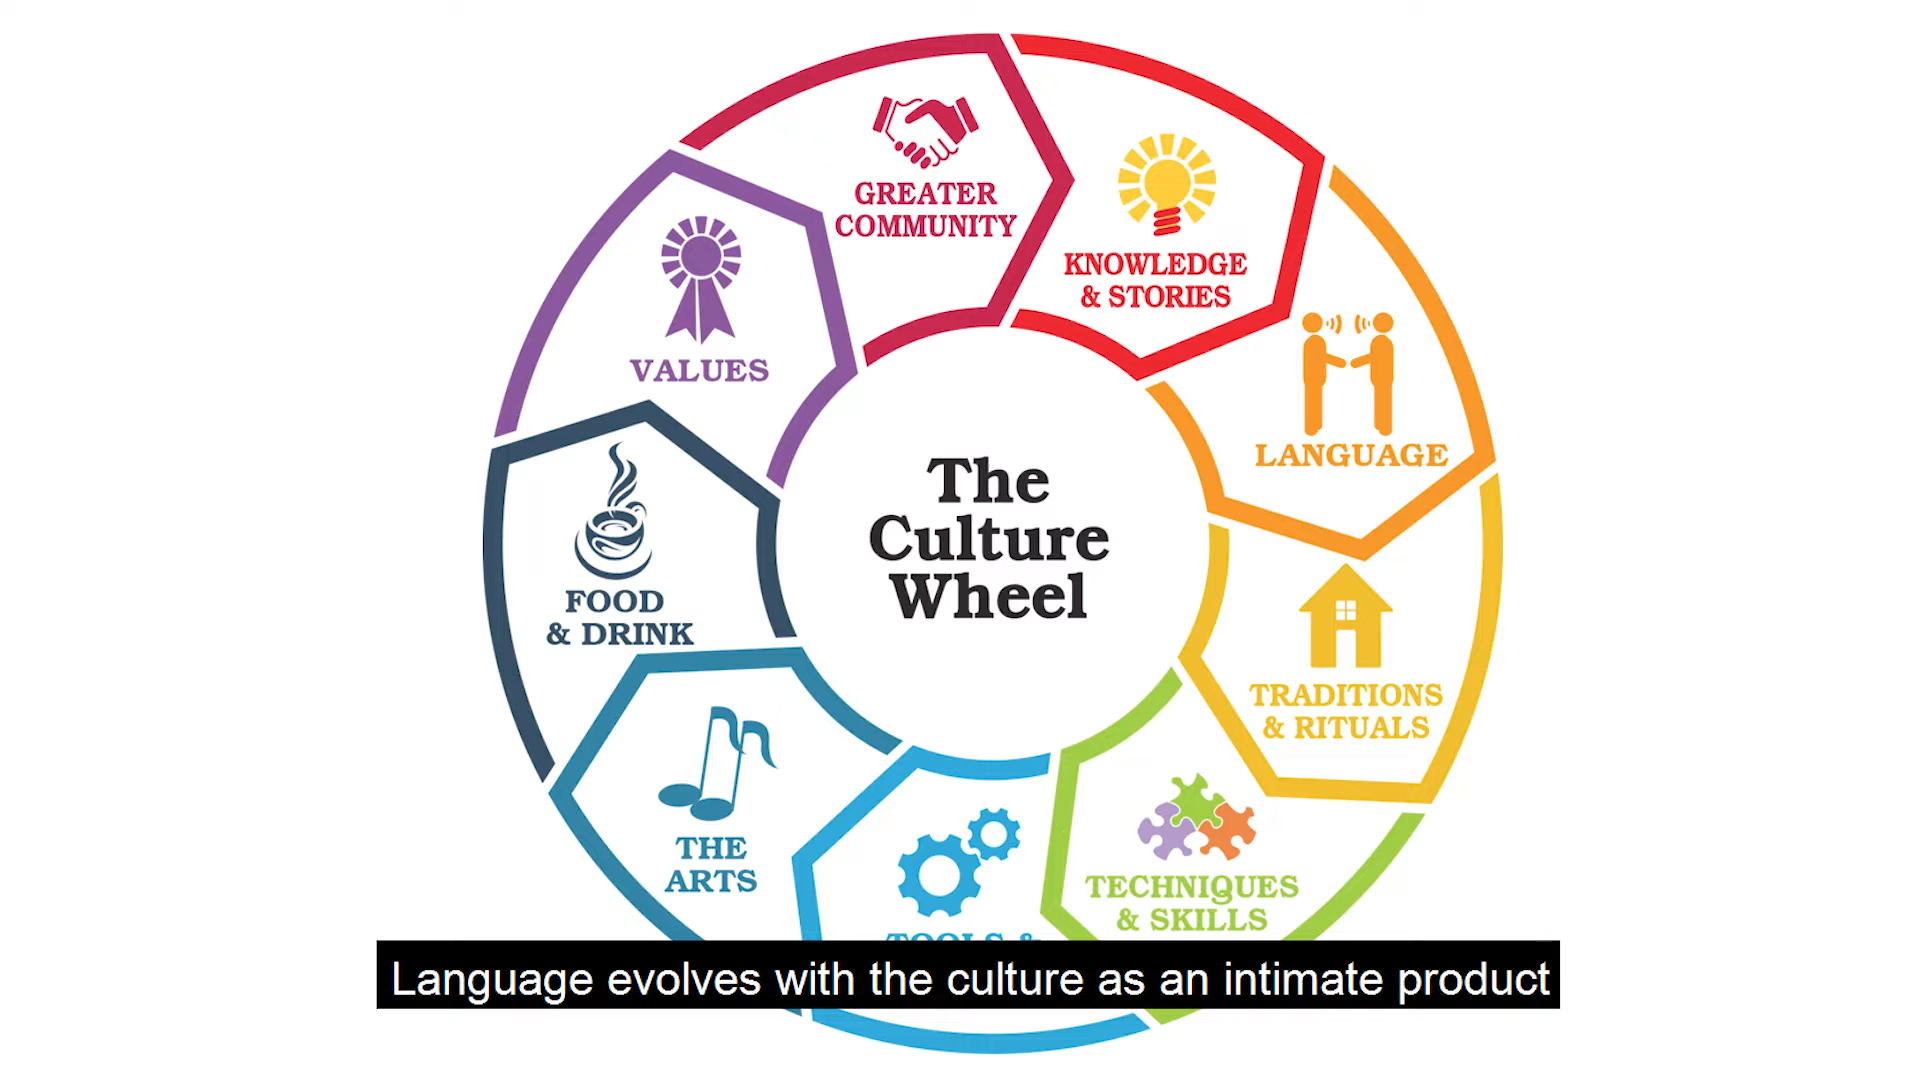 GREATER
COMMUNITY
KNOWLEDGE
& STORIES
LANGUAGE
TRADITIONS
& RITUALS
TECHNIQUES
& SKILLS
TOOLS &
THE
ARTS
FOOD
& DRINK
VALUES
The
Culture
Wheel
Language evolves with the culture as an intimate product